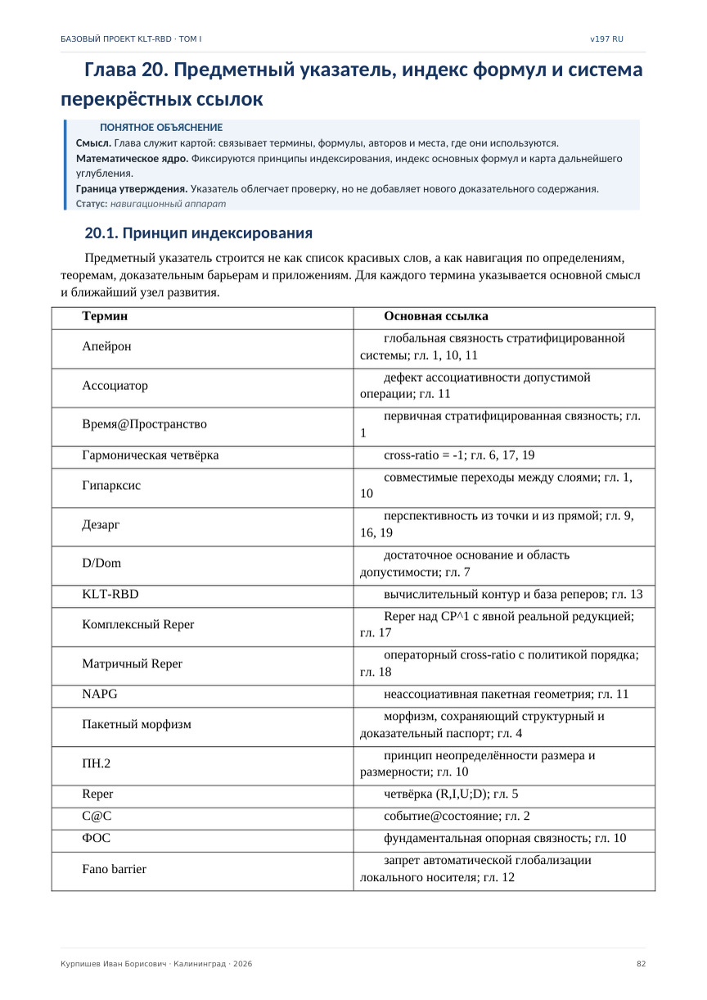 БАЗОВЫЙ ПРОЕКТ KLT-RBD · ТОМ I
v197 RU
Глава 20. Предметный указатель, индекс формул и система
перекрёстных ссылок
ПОНЯТНОЕ ОБЪЯСНЕНИЕ
Смысл. Глава служит картой: связывает термины, формулы, авторов и места, где они используются.
Математическое ядро. Фиксируются принципы индексирования, индекс основных формул и карта дальнейшего
углубления.
Граница утверждения. Указатель облегчает проверку, но не добавляет нового доказательного содержания.
Статус: навигационный аппарат
20.1. Принцип индексирования
Предметный указатель строится не как список красивых слов, а как навигация по определениям,
теоремам, доказательным барьерам и приложениям. Для каждого термина указывается основной смысл
и ближайший узел развития.
Термин
Основная ссылка
Апейрон
глобальная связность стратифицированной
системы; гл. 1, 10, 11
Ассоциатор
дефект ассоциативности допустимой
операции; гл. 11
Время@Пространство
первичная стратифицированная связность; гл.
1
Гармоническая четвёрка
cross-ratio = -1; гл. 6, 17, 19
Гипарксис
совместимые переходы между слоями; гл. 1,
10
Дезарг
перспективность из точки и из прямой; гл. 9,
16, 19
D/Dom
достаточное основание и область
допустимости; гл. 7
KLT-RBD
вычислительный контур и база реперов; гл. 13
Комплексный Reper
Reper над CP^1 с явной реальной редукцией;
гл. 17
Матричный Reper
операторный cross-ratio с политикой порядка;
гл. 18
NAPG
неассоциативная пакетная геометрия; гл. 11
Пакетный морфизм
морфизм, сохраняющий структурный и
доказательный паспорт; гл. 4
ПН.2
принцип неопределённости размера и
размерности; гл. 10
Reper
четвёрка (R,I,U;D); гл. 5
С@С
событие@состояние; гл. 2
ФОС
фундаментальная опорная связность; гл. 10
Fano barrier
запрет автоматической глобализации
локального носителя; гл. 12
Курпишев Иван Борисович · Калининград · 2026
82